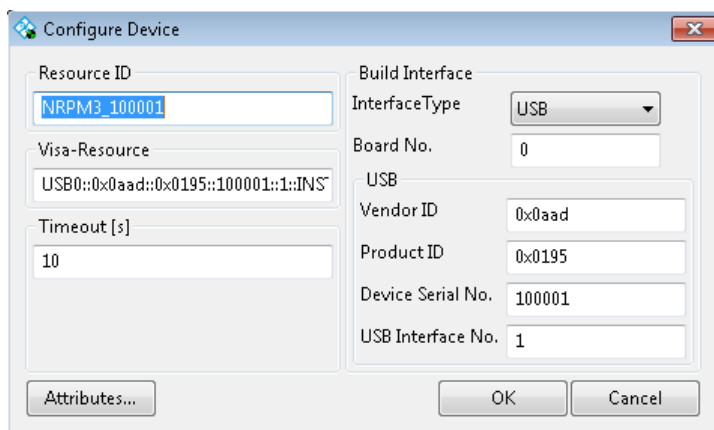 Configure Device
Resource ID
NRPM3_100001
Visa-Resource
USB0::0x0aad::0x0195::100001::1::INST
Timeout [s]
10
Attributes...
Build Interface
InterfaceType
USB
Board No.
0
USB
Vendor ID
0x0aad
Product ID
0x0195
Device Serial No.
100001
USB Interface No.
1
OK
Cancel